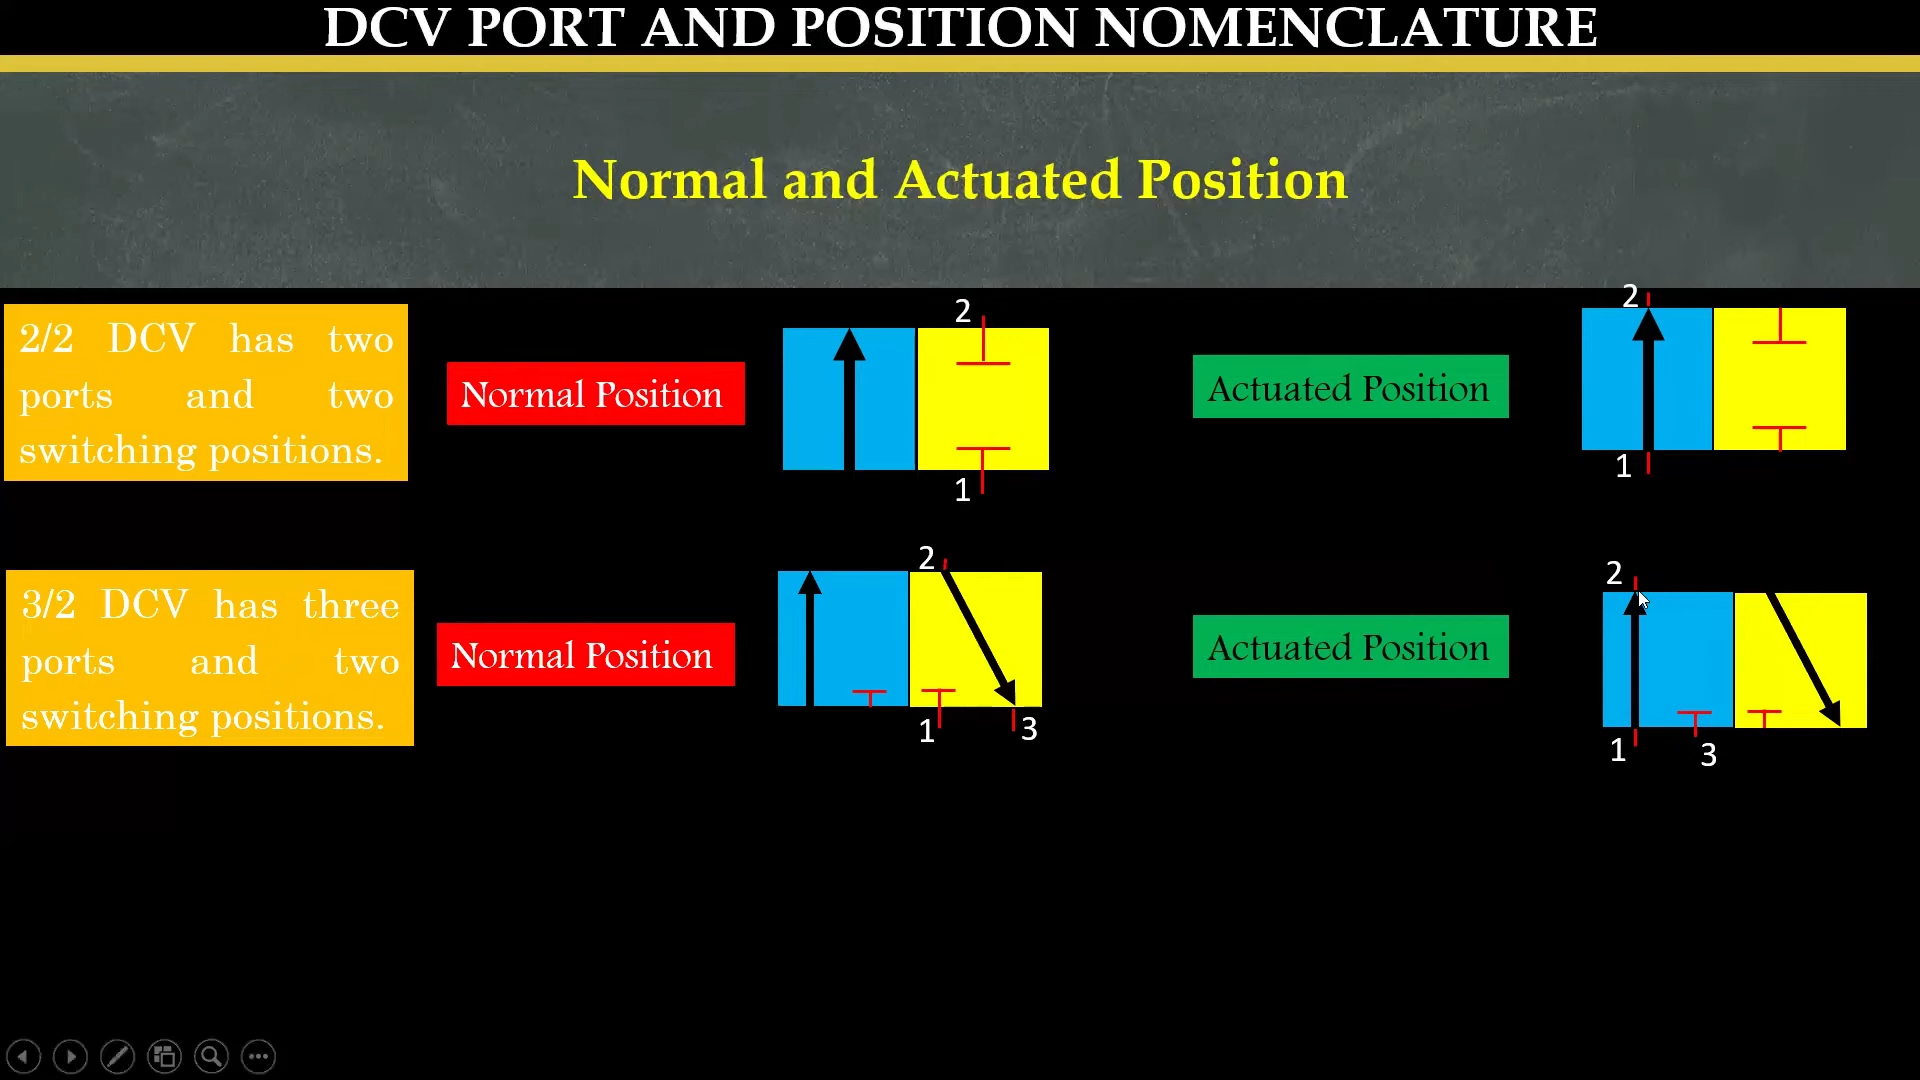 DCV PORT AND POSITION NOMENCLATURE
Normal and Actuated Position
2/2 DCV has two
ports and two
switching positions.
Normal Position
2
1
Actuated Position
2
1
3/2 DCV has three
ports and two
switching positions.
Normal Position
2
1
3
Actuated Position
2
1
3